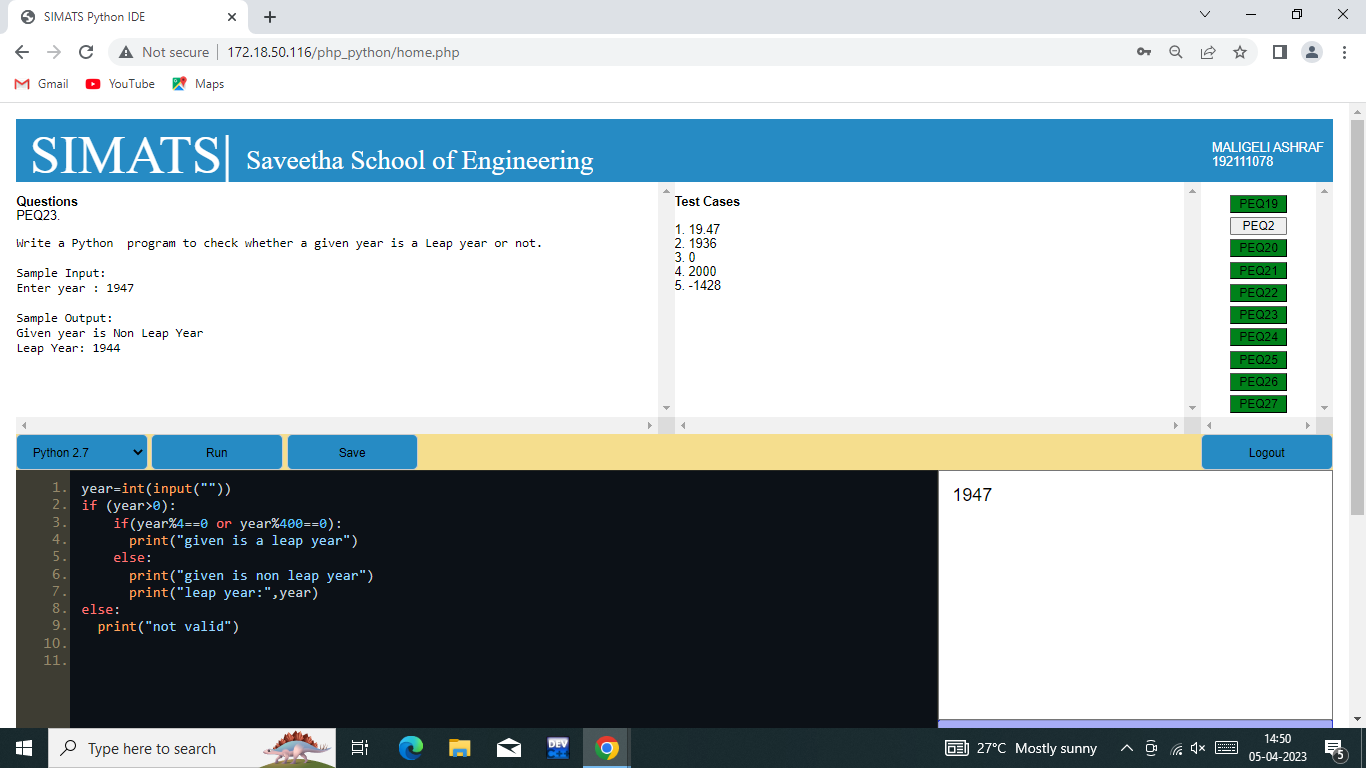 SIMATS Python IDE
Not secure
172.18.50.116/php_python/home.php
Gmail
YouTube
Maps
SIMATS| Saveetha School of Engineering
MALIGELI ASHRAF
192111078
Questions
PEQ23.
Write a Python  program to check whether a given year is a Leap year or not.
Sample Input:
Enter year : 1947
Sample Output:
Given year is Non Leap Year
Leap Year: 1944
Test Cases
1. 19.47
2. 1936
3. 0
4. 2000
5. -1428
PEQ19
PEQ2
PEQ20
PEQ21
PEQ22
PEQ23
PEQ24
PEQ25
PEQ26
PEQ27
Python 2.7
Run
Save
Logout
1. year=int(input(""))
2. if (year>0):
3.     if(year%4==0 or year%400==0):
4.       print("given is a leap year")
5.     else:
6.       print("given is non leap year")
7.       print("leap year:",year)
8. else:
9.   print("not valid")
10.
11.
1947
Type here to search
DEV
27°C Mostly sunny
14:50
05-04-2023
5